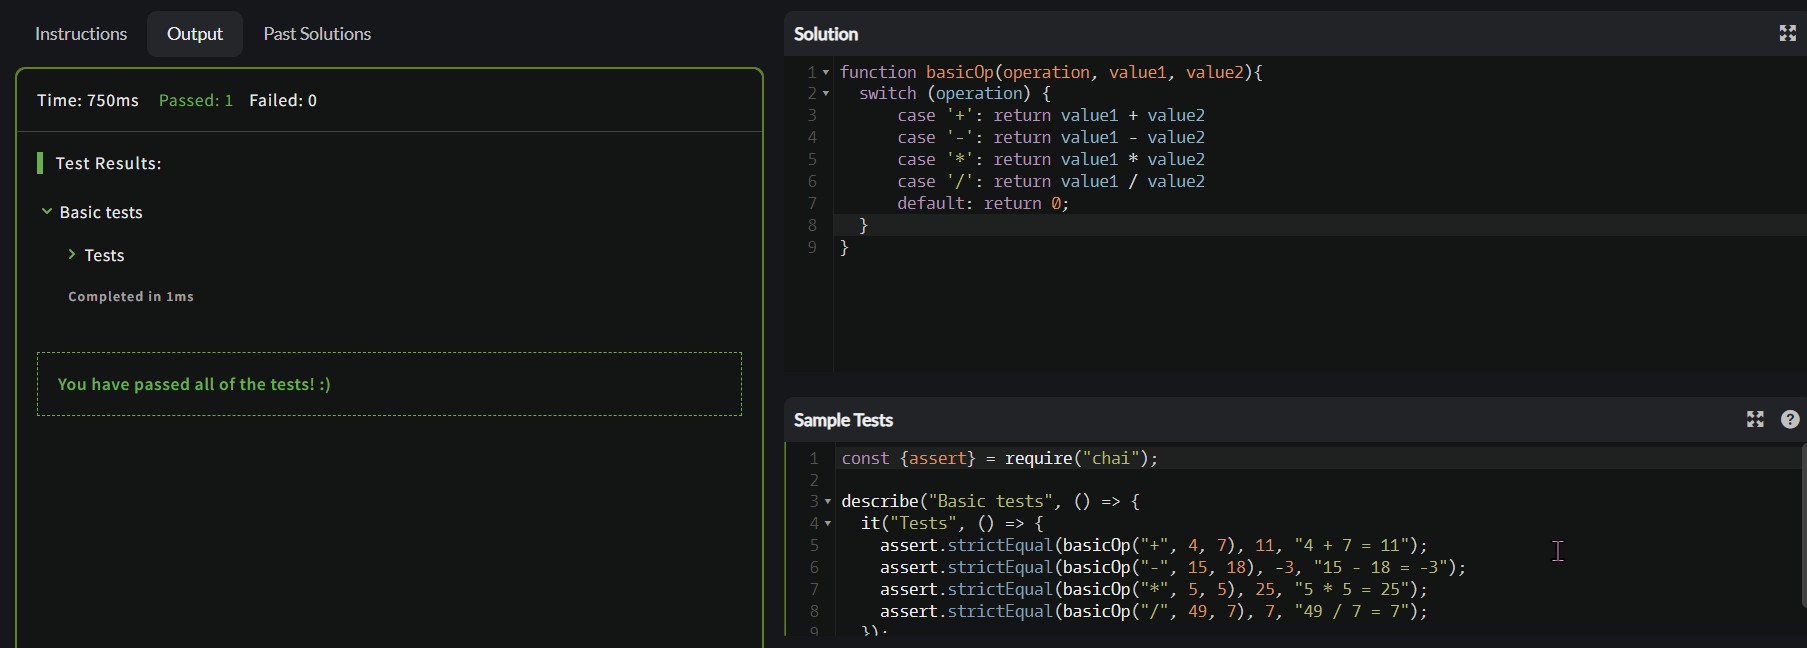 Instructions Output Past Solutions
Time: 750ms Passed: 1 Failed: 0
Test Results:
Basic tests
Tests
Completed in 1ms
You have passed all of the tests! :)
Solution
1 function basicOp(operation, value1, value2){
2 switch (operation) {
3 case '+': return value1 + value2
4 case '-': return value1 - value2
5 case '*': return value1 * value2
6 case '/': return value1 / value2
7 default: return 0;
8 }
9 }
Sample Tests
1 const {assert} = require("chai");
2
3 describe("Basic tests", () => {
4 it("Tests", () => {
5 assert.strictEqual(basicOp("+", 4, 7), 11, "4 + 7 = 11");
6 assert.strictEqual(basicOp("-", 15, 18), -3, "15 - 18 = -3");
7 assert.strictEqual(basicOp("*", 5, 5), 25, "5 * 5 = 25");
8 assert.strictEqual(basicOp("/", 49, 7), 7, "49 / 7 = 7");
9 });